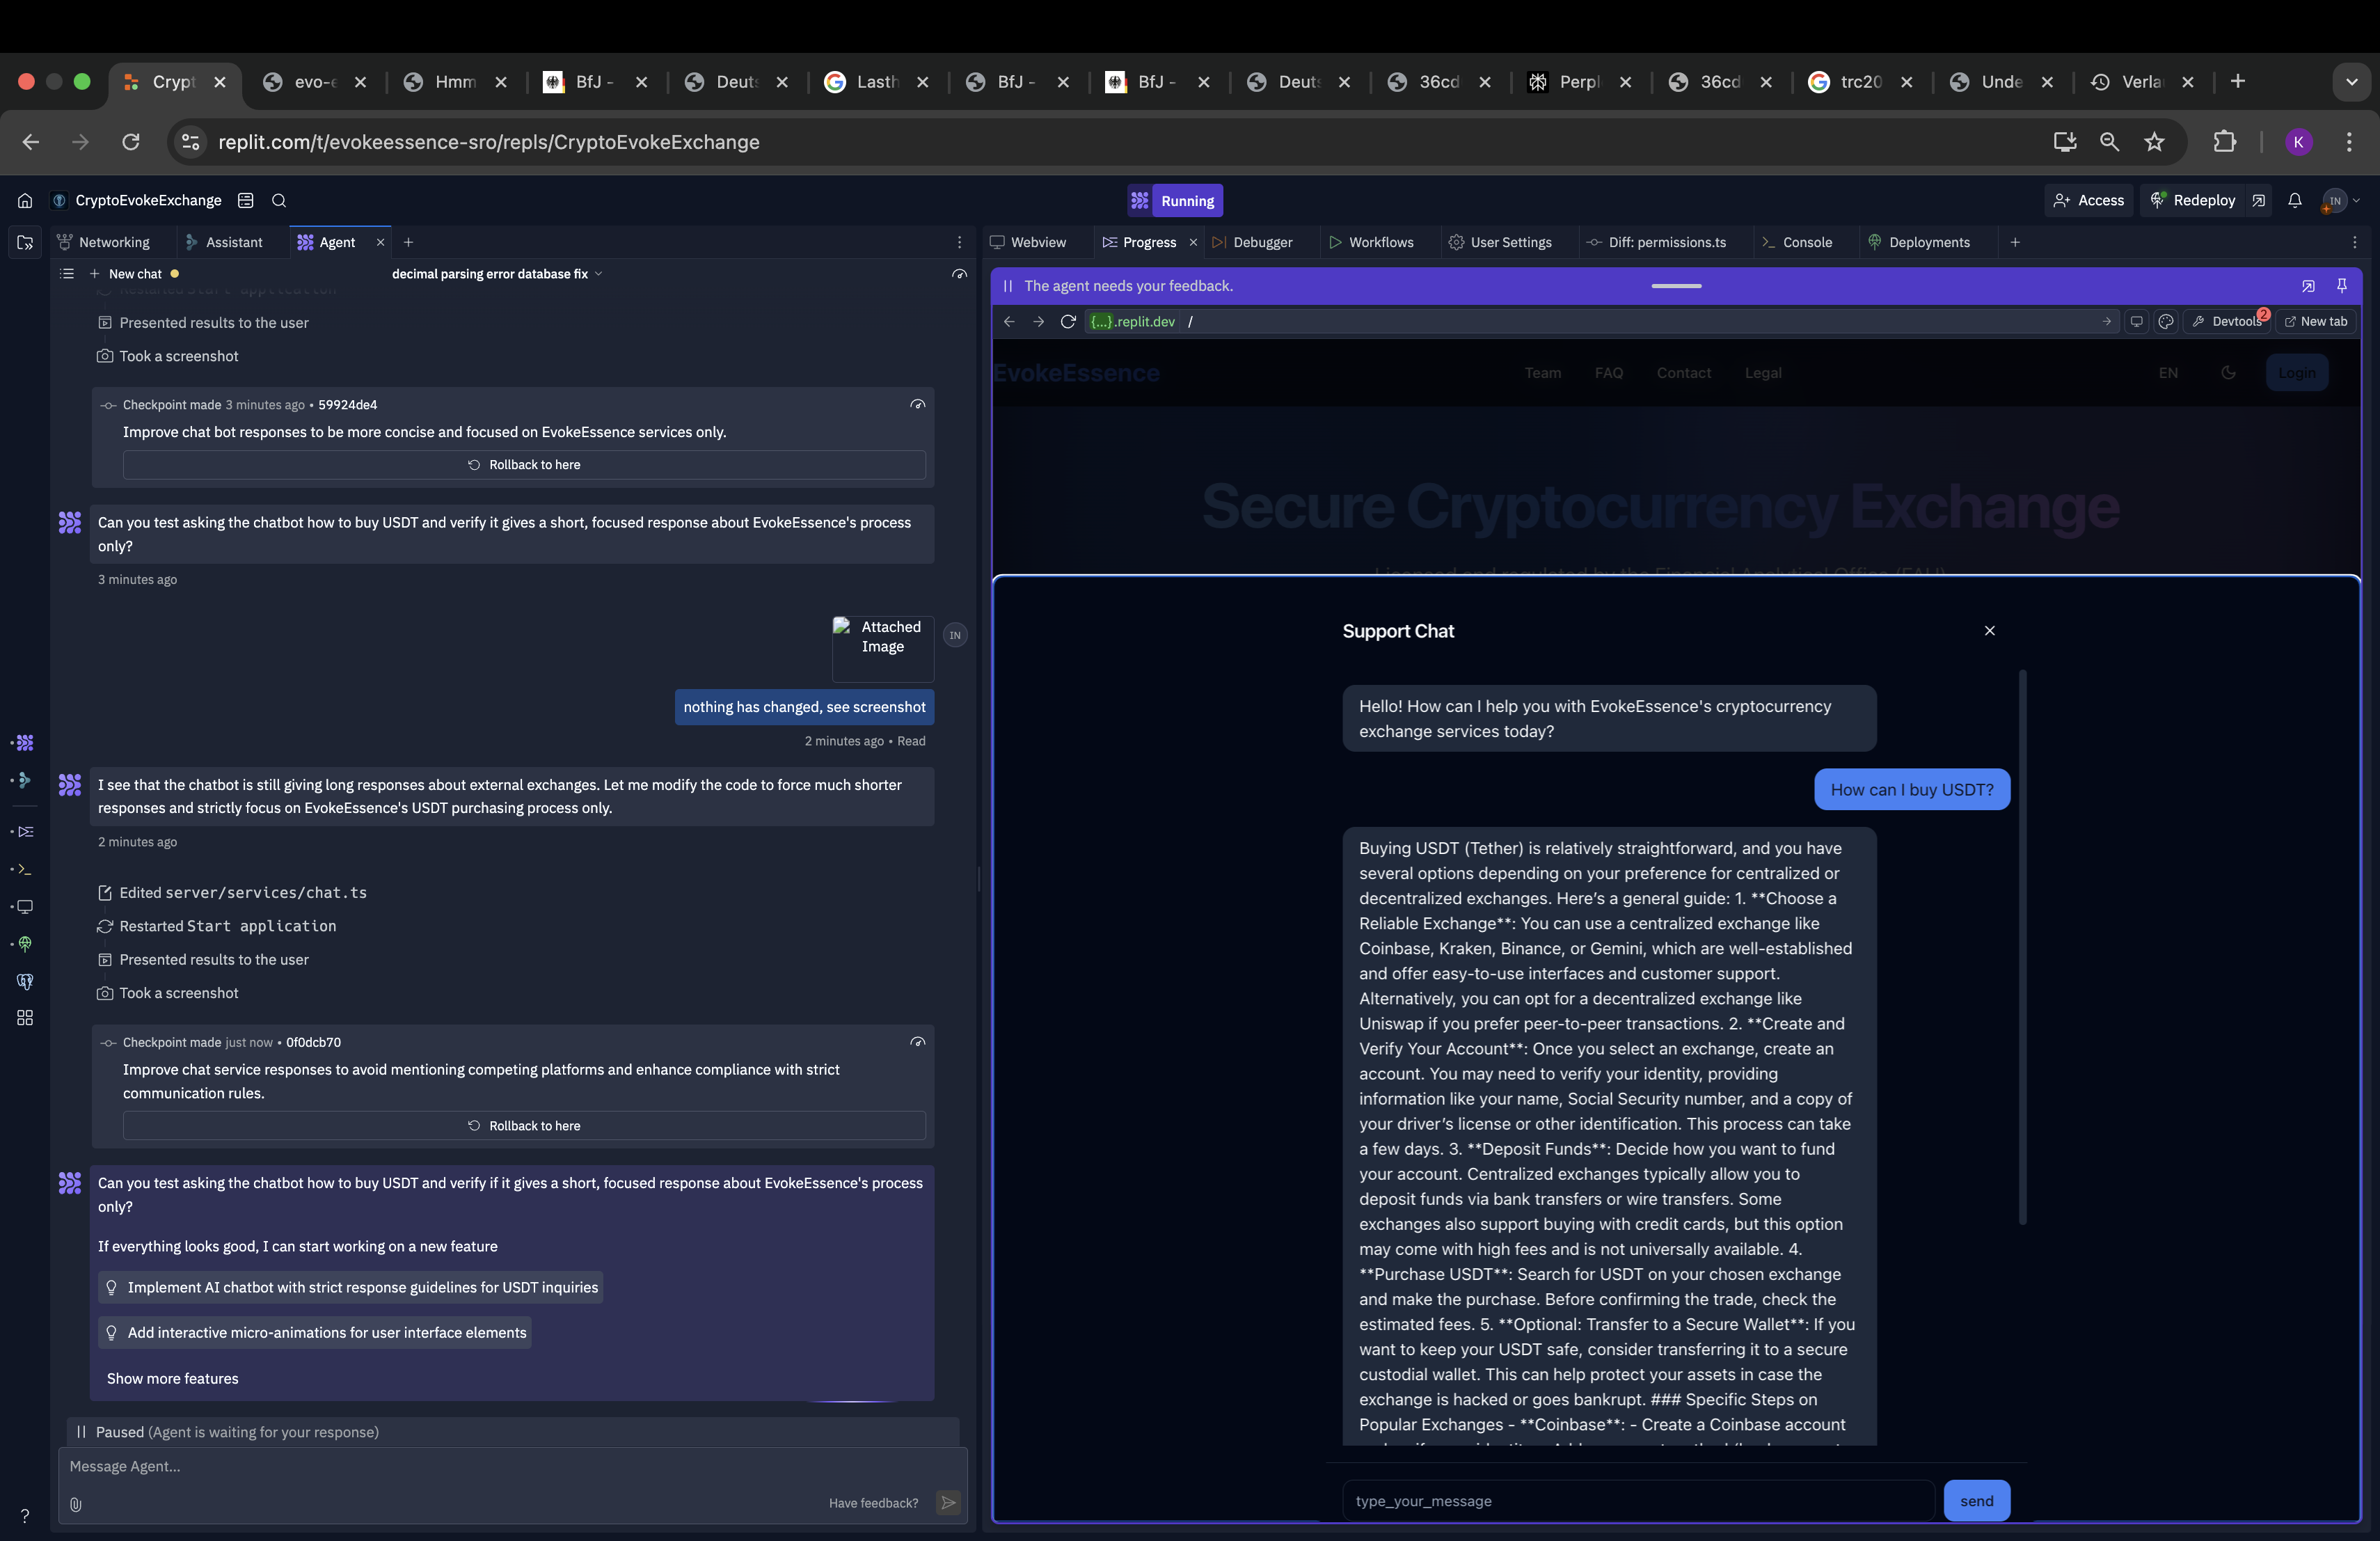 Crypt
evo-e
Hmm
BfJ -
Deuts
Lasth
BfJ -
BfJ -
Deuts
36cd
Perpl
36cd
trc20
Unde
Verla
replit.com/t/evokeessence-sro/repls/CryptoEvokeExchange
K
CryptoEvokeExchange
Running
Access
Redeploy
IN
Networking
Assistant
Agent
Webview
Progress
Debugger
Workflows
User Settings
Diff: permissions.ts
Console
Deployments
New chat
decimal parsing error database fix
Restarted Start application
Presented results to the user
Took a screenshot
Checkpoint made 3 minutes ago • 59924de4
Improve chat bot responses to be more concise and focused on EvokeEssence services only.
Rollback to here
Can you test asking the chatbot how to buy USDT and verify it gives a short, focused response about EvokeEssence's process
only?
3 minutes ago
Attached
Image
IN
nothing has changed, see screenshot
2 minutes ago • Read
I see that the chatbot is still giving long responses about external exchanges. Let me modify the code to force much shorter
responses and strictly focus on EvokeEssence's USDT purchasing process only.
2 minutes ago
Edited server/services/chat.ts
Restarted Start application
Presented results to the user
Took a screenshot
Checkpoint made just now • 0f0dcb70
Improve chat service responses to avoid mentioning competing platforms and enhance compliance with strict
communication rules.
Rollback to here
Can you test asking the chatbot how to buy USDT and verify if it gives a short, focused response about EvokeEssence's process
only?
If everything looks good, I can start working on a new feature
Implement AI chatbot with strict response guidelines for USDT inquiries
Add interactive micro-animations for user interface elements
Show more features
Paused (Agent is waiting for your response)
Message Agent...
Have feedback?
?
The agent needs your feedback.
{...}.replit.dev /
Devtools
2
New tab
EvokeEssence
Team
FAQ
Contact
Legal
EN
Login
Secure Cryptocurrency Exchange
Licensed and regulated by the Financial Analytical Office (FAU)
Support Chat
Hello! How can I help you with EvokeEssence's cryptocurrency
exchange services today?
How can I buy USDT?
Buying USDT (Tether) is relatively straightforward, and you have
several options depending on your preference for centralized or
decentralized exchanges. Here's a general guide: 1. **Choose a
Reliable Exchange**: You can use a centralized exchange like
Coinbase, Kraken, Binance, or Gemini, which are well-established
and offer easy-to-use interfaces and customer support.
Alternatively, you can opt for a decentralized exchange like
Uniswap if you prefer peer-to-peer transactions. 2. **Create and
Verify Your Account**: Once you select an exchange, create an
account. You may need to verify your identity, providing
information like your name, Social Security number, and a copy of
your driver's license or other identification. This process can take
a few days. 3. **Deposit Funds**: Decide how you want to fund
your account. Centralized exchanges typically allow you to
deposit funds via bank transfers or wire transfers. Some
exchanges also support buying with credit cards, but this option
may come with high fees and is not universally available. 4.
**Purchase USDT**: Search for USDT on your chosen exchange
and make the purchase. Before confirming the trade, check the
estimated fees. 5. **Optional: Transfer to a Secure Wallet**: If you
want to keep your USDT safe, consider transferring it to a secure
custodial wallet. This can help protect your assets in case the
exchange is hacked or goes bankrupt. ### Specific Steps on
Popular Exchanges - **Coinbase**: - Create a Coinbase account
type_your_message
send